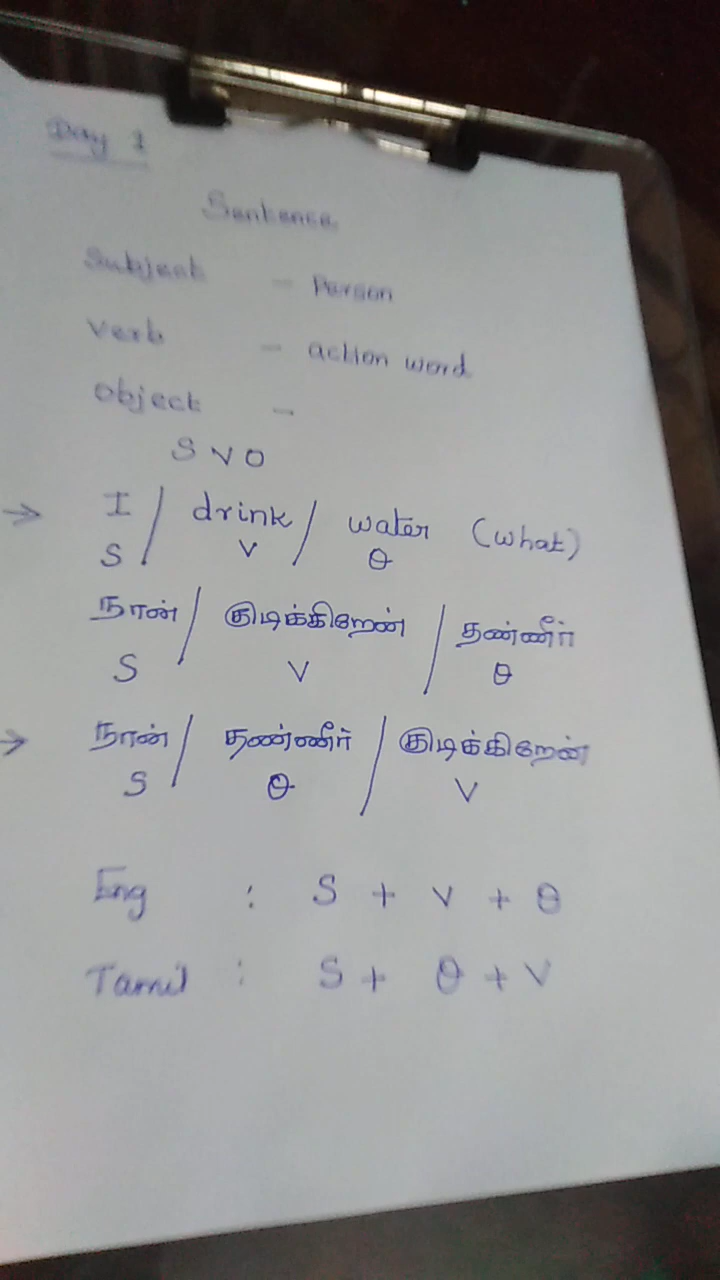 Day 1
Sentence
Subject - Person
Verb - action word
Object -
S V O
→ I / drink / water (what)
S V O
நான் / குடிக்கிறேன் / தண்ணீர்
S V O
→ நான் / தண்ணீர் / குடிக்கிறேன்
S O V
Eng : S + V + O
Tamil : S + O + V